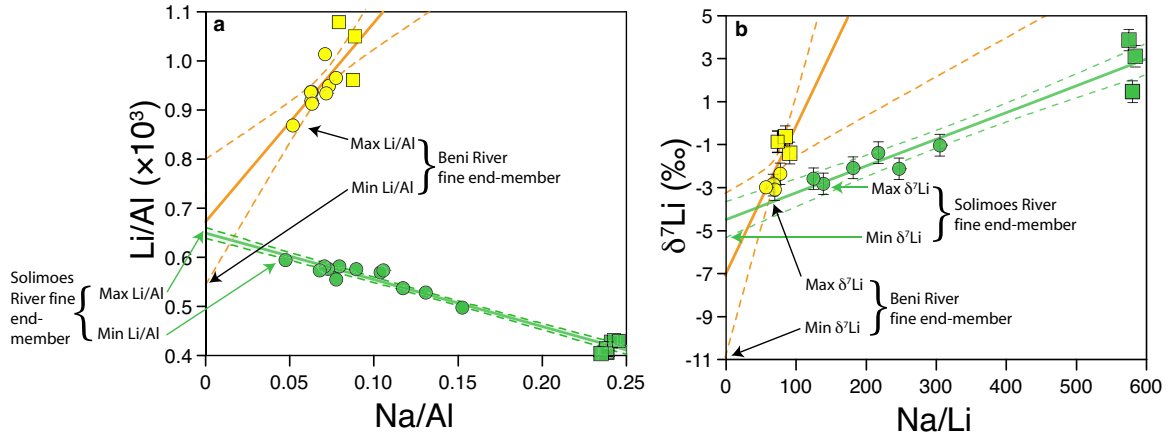 a
1.1
1.0
0.9
0.8
0.7
0.6
0.5
0.4
Li/Al (×10³)
Max Li/Al
Min Li/Al
Beni River
fine end-member
Solimoes
River fine
end-
member
Max Li/Al
Min Li/Al
0
0.05
0.10
0.15
0.20
0.25
Na/Al
b
5
3
1
-1
-3
-5
-7
-9
-11
δ⁷Li (‰)
Max δ⁷Li
Min δ⁷Li
Solimoes River
fine end-member
Max δ⁷Li
Min δ⁷Li
Beni River
fine end-member
0
100
200
300
400
500
600
Na/Li